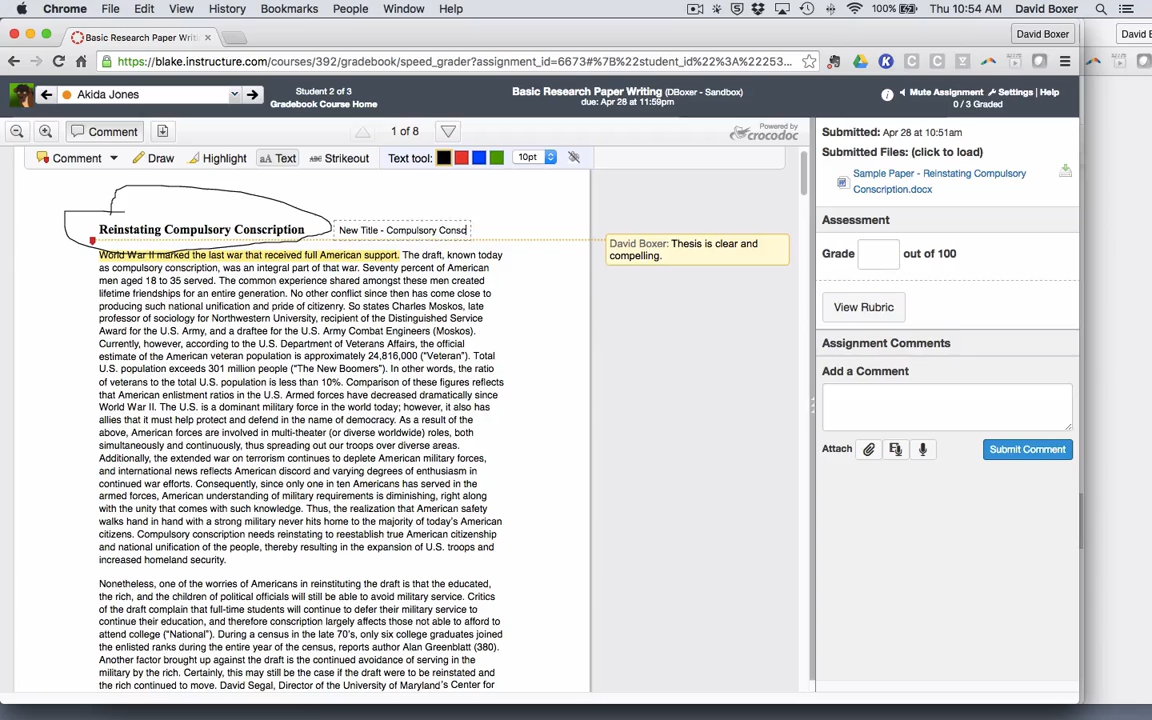 Chrome File Edit View History Bookmarks People Window Help 100% Thu 10:54 AM David Boxer
Basic Research Paper Writi David Boxer David B
https://blake.instructure.com/courses/392/gradebook/speed_grader?assignment_id=6673#%7B%22student_id%22%3A%22253...
Akida Jones
Student 2 of 3
Gradebook Course Home
Basic Research Paper Writing (DBoxer - Sandbox)
due: Apr 28 at 11:59pm
Mute Assignment Settings | Help
0 / 3 Graded
Comment
1 of 8
Powered by
crocodoc
Comment Draw Highlight aA Text ABC Strikeout Text tool: 10pt
Reinstating Compulsory Conscription
New Title - Compulsory Consd
David Boxer: Thesis is clear and
compelling.
World War II marked the last war that received full American support. The draft, known today
as compulsory conscription, was an integral part of that war. Seventy percent of American
men aged 18 to 35 served. The common experience shared amongst these men created
lifetime friendships for an entire generation. No other conflict since then has come close to
producing such national unification and pride of citizenry. So states Charles Moskos, late
professor of sociology for Northwestern University, recipient of the Distinguished Service
Award for the U.S. Army, and a draftee for the U.S. Army Combat Engineers (Moskos).
Currently, however, according to the U.S. Department of Veterans Affairs, the official
estimate of the American veteran population is approximately 24,816,000 ("Veteran"). Total
U.S. population exceeds 301 million people ("The New Boomers"). In other words, the ratio
of veterans to the total U.S. population is less than 10%. Comparison of these figures reflects
that American enlistment ratios in the U.S. Armed forces have decreased dramatically since
World War II. The U.S. is a dominant military force in the world today; however, it also has
allies that it must help protect and defend in the name of democracy. As a result of the
above, American forces are involved in multi-theater (or diverse worldwide) roles, both
simultaneously and continuously, thus spreading out our troops over diverse areas.
Additionally, the extended war on terrorism continues to deplete American military forces,
and international news reflects American discord and varying degrees of enthusiasm in
continued war efforts. Consequently, since only one in ten Americans has served in the
armed forces, American understanding of military requirements is diminishing, right along
with the unity that comes with such knowledge. Thus, the realization that American safety
walks hand in hand with a strong military never hits home to the majority of today's American
citizens. Compulsory conscription needs reinstating to reestablish true American citizenship
and national unification of the people, thereby resulting in the expansion of U.S. troops and
increased homeland security.
Nonetheless, one of the worries of Americans in reinstituting the draft is that the educated,
the rich, and the children of political officials will still be able to avoid military service. Critics
of the draft complain that full-time students will continue to defer their military service to
continue their education, and therefore conscription largely affects those not able to afford to
attend college ("National"). During a census in the late 70's, only six college graduates joined
the enlisted ranks during the entire year of the census, reports author Alan Greenblatt (380).
Another factor brought up against the draft is the continued avoidance of serving in the
military by the rich. Certainly, this may still be the case if the draft were to be reinstated and
the rich continued to move. David Segal, Director of the University of Maryland's Center for
Submitted: Apr 28 at 10:51am
Submitted Files: (click to load)
Sample Paper - Reinstating Compulsory
Conscription.docx
Assessment
Grade out of 100
View Rubric
Assignment Comments
Add a Comment
Attach Submit Comment